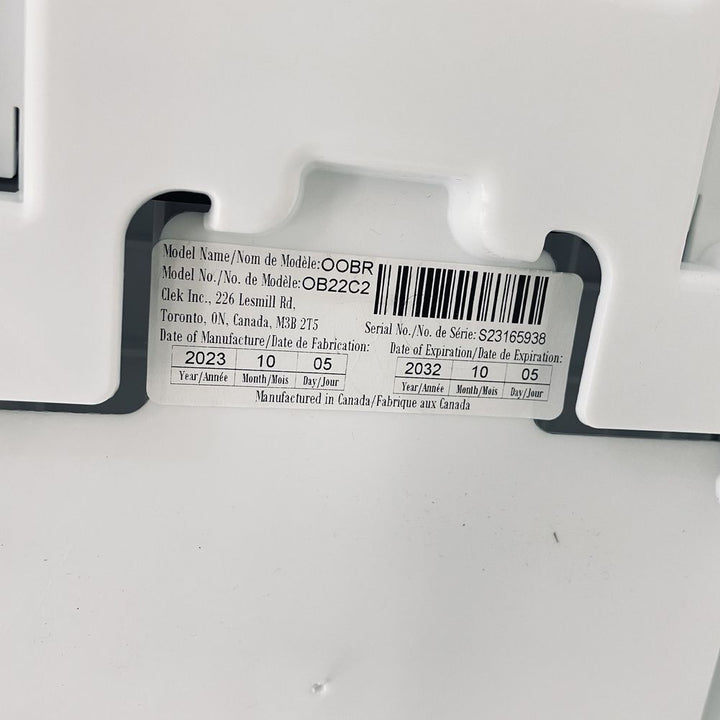 Model Name/Nom de Modèle: OOBR
Model No./No. de Modèle: OB22C2
Clek Inc., 226 Lesmill Rd,
Toronto, ON, Canada, M3B 2T5
Serial No./No. de Série: S23165938
Date of Manufacture/Date de Fabrication:
2023 10 05
Year/Année Month/Mois Day/Jour
Date of Expiration/Date de Expiration:
2032 10 05
Year/Année Month/Mois Day/Jour
Manufactured in Canada/Fabrique aux Canada